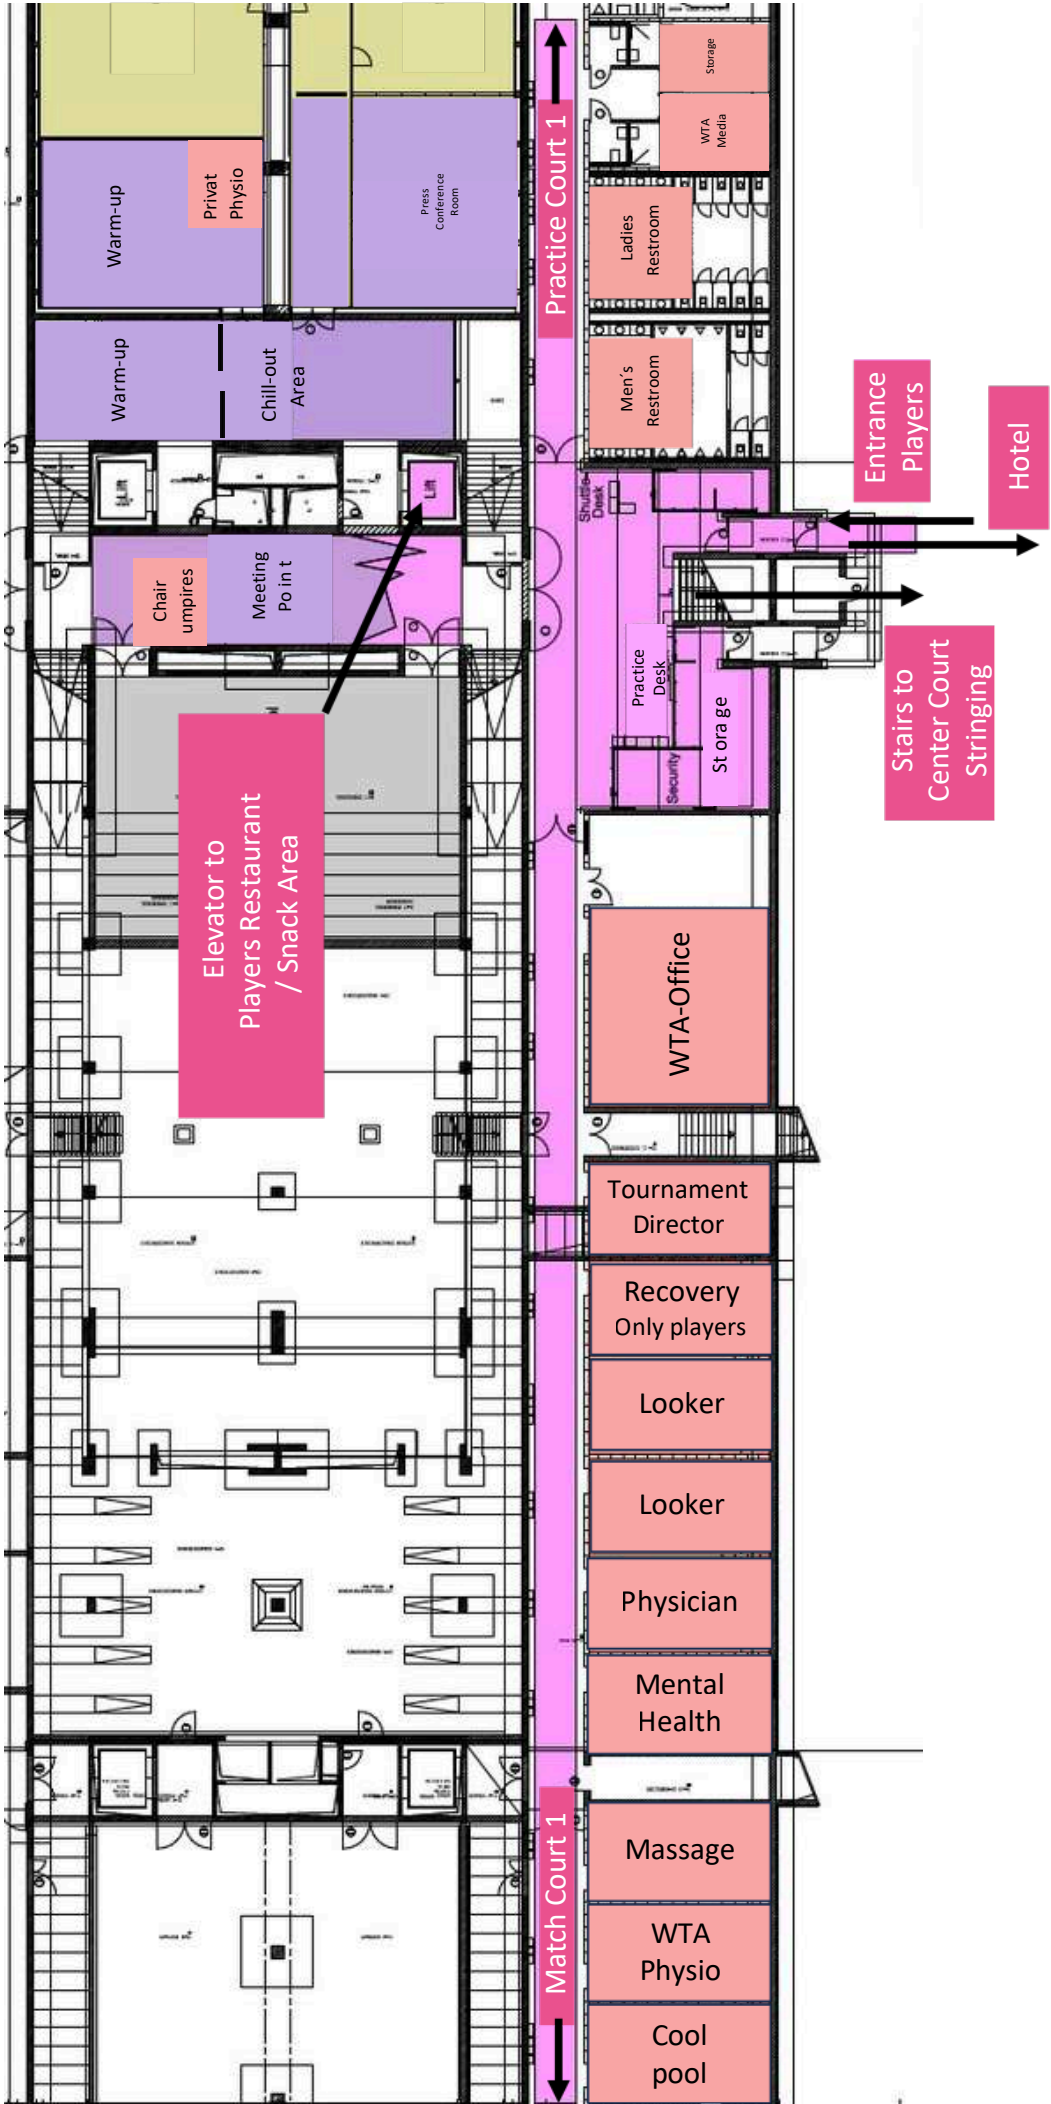 Storage
WTA
Media
Practice Court 1
Warm-up
Privat
Physio
Press
Conference
Room
Ladies
Restroom
Warm-up
Chill-out
Area
Men´s
Restroom
Entrance
Players
Hotel
Lift
Lift
Shuttle
Desk
Chair
umpires
Meeting
Po in t
Practice
Desk
St ora ge
Security
Stairs to
Center Court
Stringing
Elevator to
Players Restaurant
/ Snack Area
WTA-Office
Tournament
Director
Recovery
Only players
Looker
Looker
Physician
Mental
Health
Match Court 1
Massage
WTA
Physio
Cool
pool